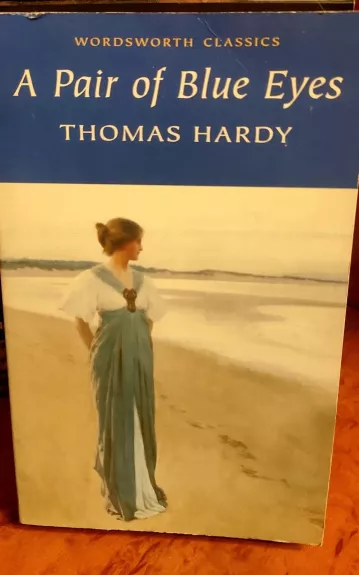 WORDSWORTH CLASSICS
A Pair of Blue Eyes
THOMAS HARDY